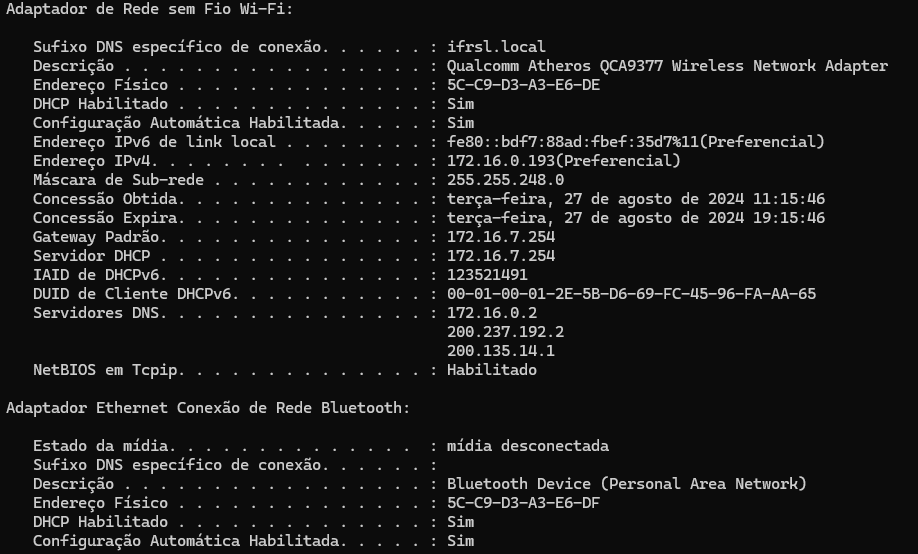 Adaptador de Rede sem Fio Wi-Fi:
Sufixo DNS específico de conexão. . . . . . : ifrsl.local
Descrição . . . . . . . . . . . . . . . . . : Qualcomm Atheros QCA9377 Wireless Network Adapter
Endereço Físico . . . . . . . . . . . . . . : 5C-C9-D3-A3-E6-DE
DHCP Habilitado . . . . . . . . . . . . . . : Sim
Configuração Automática Habilitada. . . . . : Sim
Endereço IPv6 de link local . . . . . . . . : fe80::bdf7:88ad:fbef:35d7%11(Preferencial)
Endereço IPv4. . . . . . . .  . . . . . . . : 172.16.0.193(Preferencial)
Máscara de Sub-rede . . . . . . . . . . . . : 255.255.248.0
Concessão Obtida. . . . . . . . . . . . . . : terça-feira, 27 de agosto de 2024 11:15:46
Concessão Expira. . . . . . . . . . . . . . : terça-feira, 27 de agosto de 2024 19:15:46
Gateway Padrão. . . . . . . . . . . . . . . : 172.16.7.254
Servidor DHCP . . . . . . . . . . . . . . . : 172.16.7.254
IAID de DHCPv6. . . . . . . . . . . . . . . : 123521491
DUID de Cliente DHCPv6. . . . . . . . . . . : 00-01-00-01-2E-5B-D6-69-FC-45-96-FA-AA-65
Servidores DNS. . . . . . . . . . . . . . . : 172.16.0.2
200.237.192.2
200.135.14.1
NetBIOS em Tcpip. . . . . . . . . . . . . . : Habilitado
Adaptador Ethernet Conexão de Rede Bluetooth:
Estado da mídia. . . . . . . . . . . . . .  : mídia desconectada
Sufixo DNS específico de conexão. . . . . . :
Descrição . . . . . . . . . . . . . . . . . : Bluetooth Device (Personal Area Network)
Endereço Físico . . . . . . . . . . . . . . : 5C-C9-D3-A3-E6-DF
DHCP Habilitado . . . . . . . . . . . . . . : Sim
Configuração Automática Habilitada. . . . . : Sim